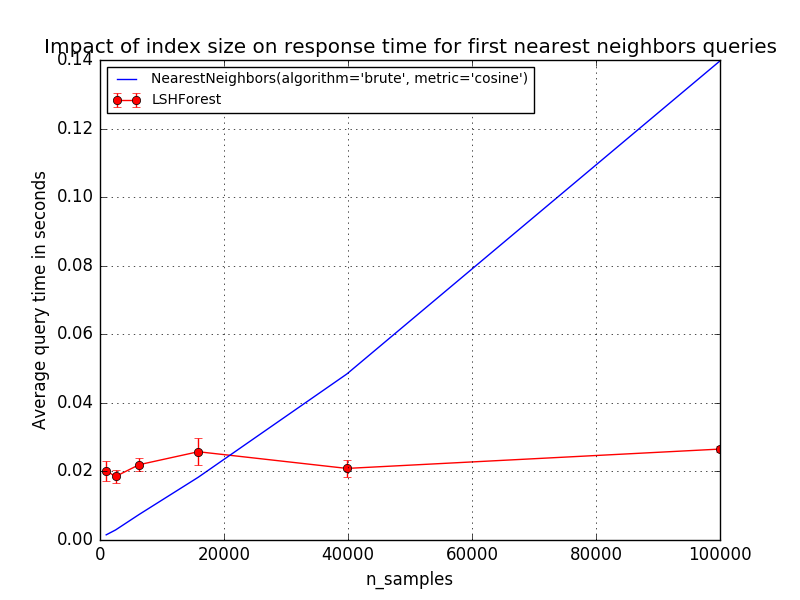 Impact of index size on response time for first nearest neighbors queries
NearestNeighbors(algorithm='brute', metric='cosine')
LSHForest
Average query time in seconds
0.14
0.12
0.10
0.08
0.06
0.04
0.02
0.00
0 20000 40000 60000 80000 100000
n_samples